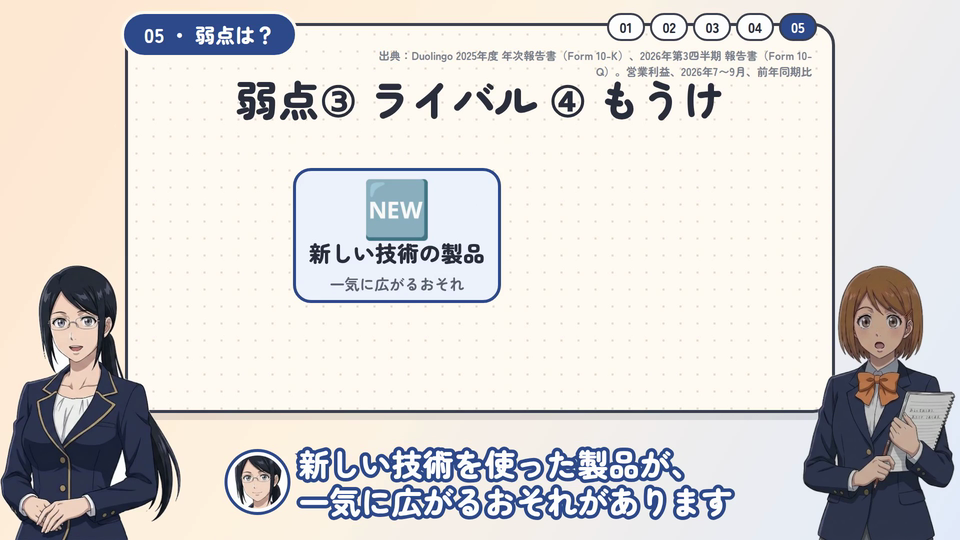 05 ・ 弱点は？
01 02 03 04 05
出典：Duolingo 2025年度 年次報告書（Form 10-K）、2026年第3四半期 報告書（Form 10-
Q）。営業利益、2026年7〜9月、前年同期比
弱点③ ライバル ④ もうけ
NEW
新しい技術の製品
一気に広がるおそれ
新しい技術を使った製品が、
一気に広がるおそれがあります